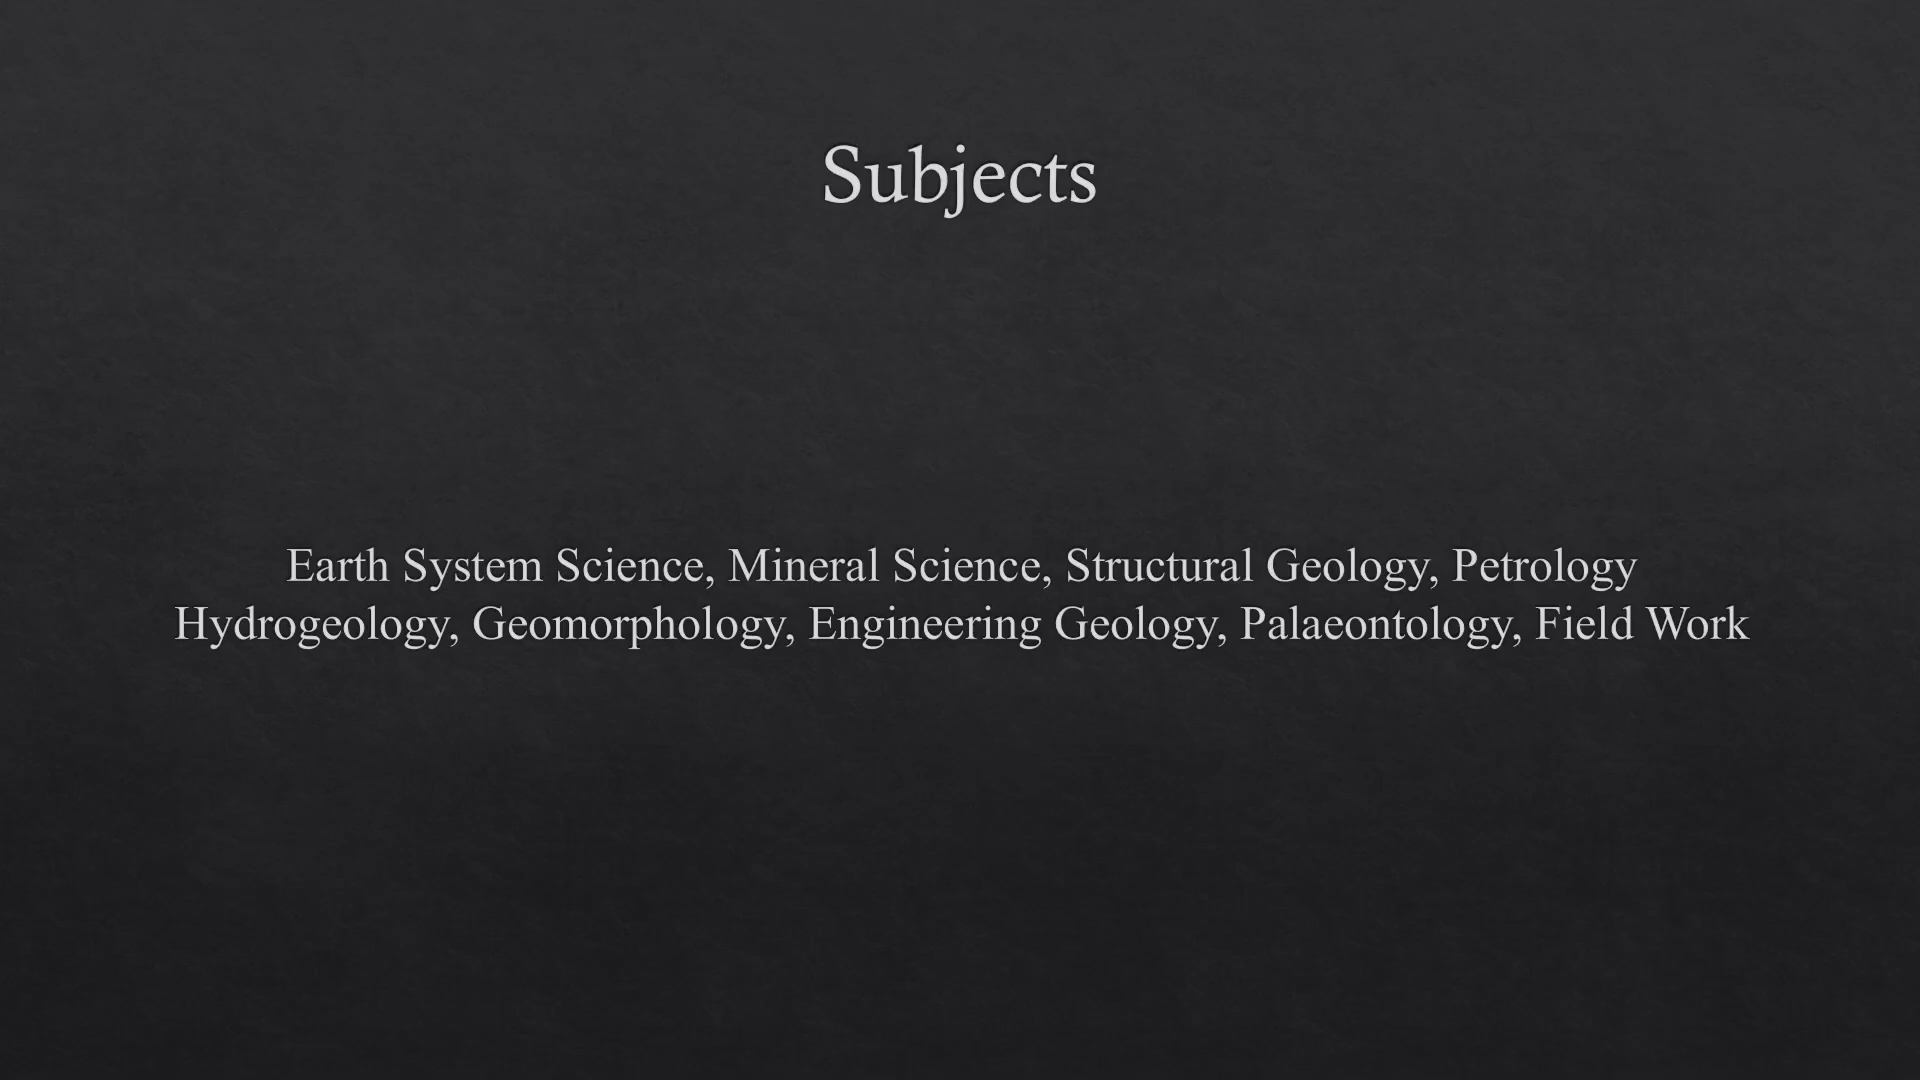 Subjects
Earth System Science, Mineral Science, Structural Geology, Petrology
Hydrogeology, Geomorphology, Engineering Geology, Palaeontology, Field Work